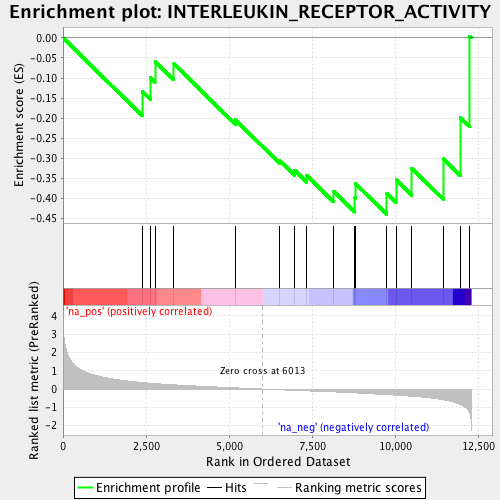 Enrichment plot: INTERLEUKIN_RECEPTOR_ACTIVITY
Enrichment score (ES)
0.00
-0.05
-0.10
-0.15
-0.20
-0.25
-0.30
-0.35
-0.40
-0.45
'na_pos' (positively correlated)
Ranked list metric (PreRanked)
4
3
2
1
0
-1
-2
Zero cross at 6013
'na_neg' (negatively correlated)
0 2,500 5,000 7,500 10,000 12,500
Rank in Ordered Dataset
Enrichment profile Hits Ranking metric scores